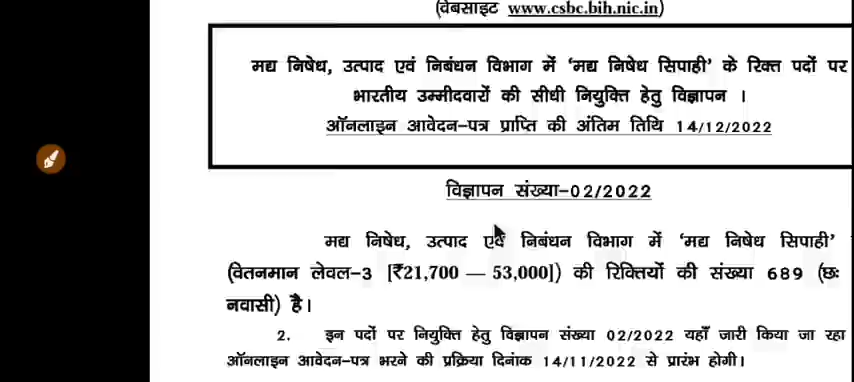 (वेबसाइट www.csbc.bih.nic.in)
मद्य निषेध, उत्पाद एवं निबंधन विभाग में ‘मद्य निषेध सिपाही’ के रिक्त पदों पर
भारतीय उम्मीदवारों की सीधी नियुक्ति हेतु विज्ञापन ।
ऑनलाइन आवेदन–पत्र प्राप्ति की अंतिम तिथि 14/12/2022
विज्ञापन संख्या–02/2022
मद्य निषेध, उत्पाद एवं निबंधन विभाग में ‘मद्य निषेध सिपाही’
(वेतनमान लेवल–3 [₹21,700 — 53,000]) की रिक्तियों की संख्या 689 (छः
नवासी) है।
2. इन पदों पर नियुक्ति हेतु विज्ञापन संख्या 02/2022 यहाँ जारी किया जा रहा
ऑनलाइन आवेदन–पत्र भरने की प्रक्रिया दिनांक 14/11/2022 से प्रारंभ होगी।